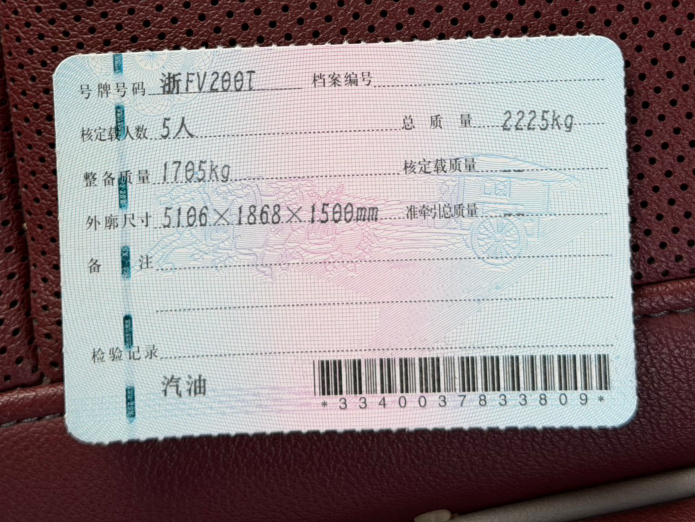 号牌号码 浙FV200T 档案编号
核定载人数 5人 总质量 2225kg
整备质量 1705kg 核定载质量 --
外廓尺寸 5106×1868×1500mm 准牵引总质量 --
备注
检验记录
汽油
*3340037833809*